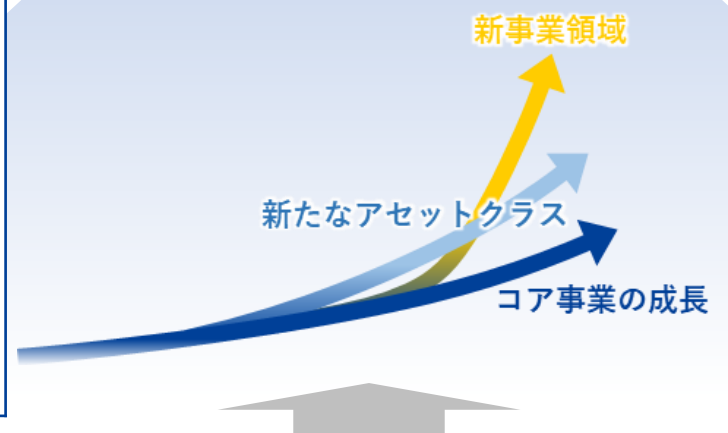 新事業領域
新たなアセットクラス
コア事業の成長